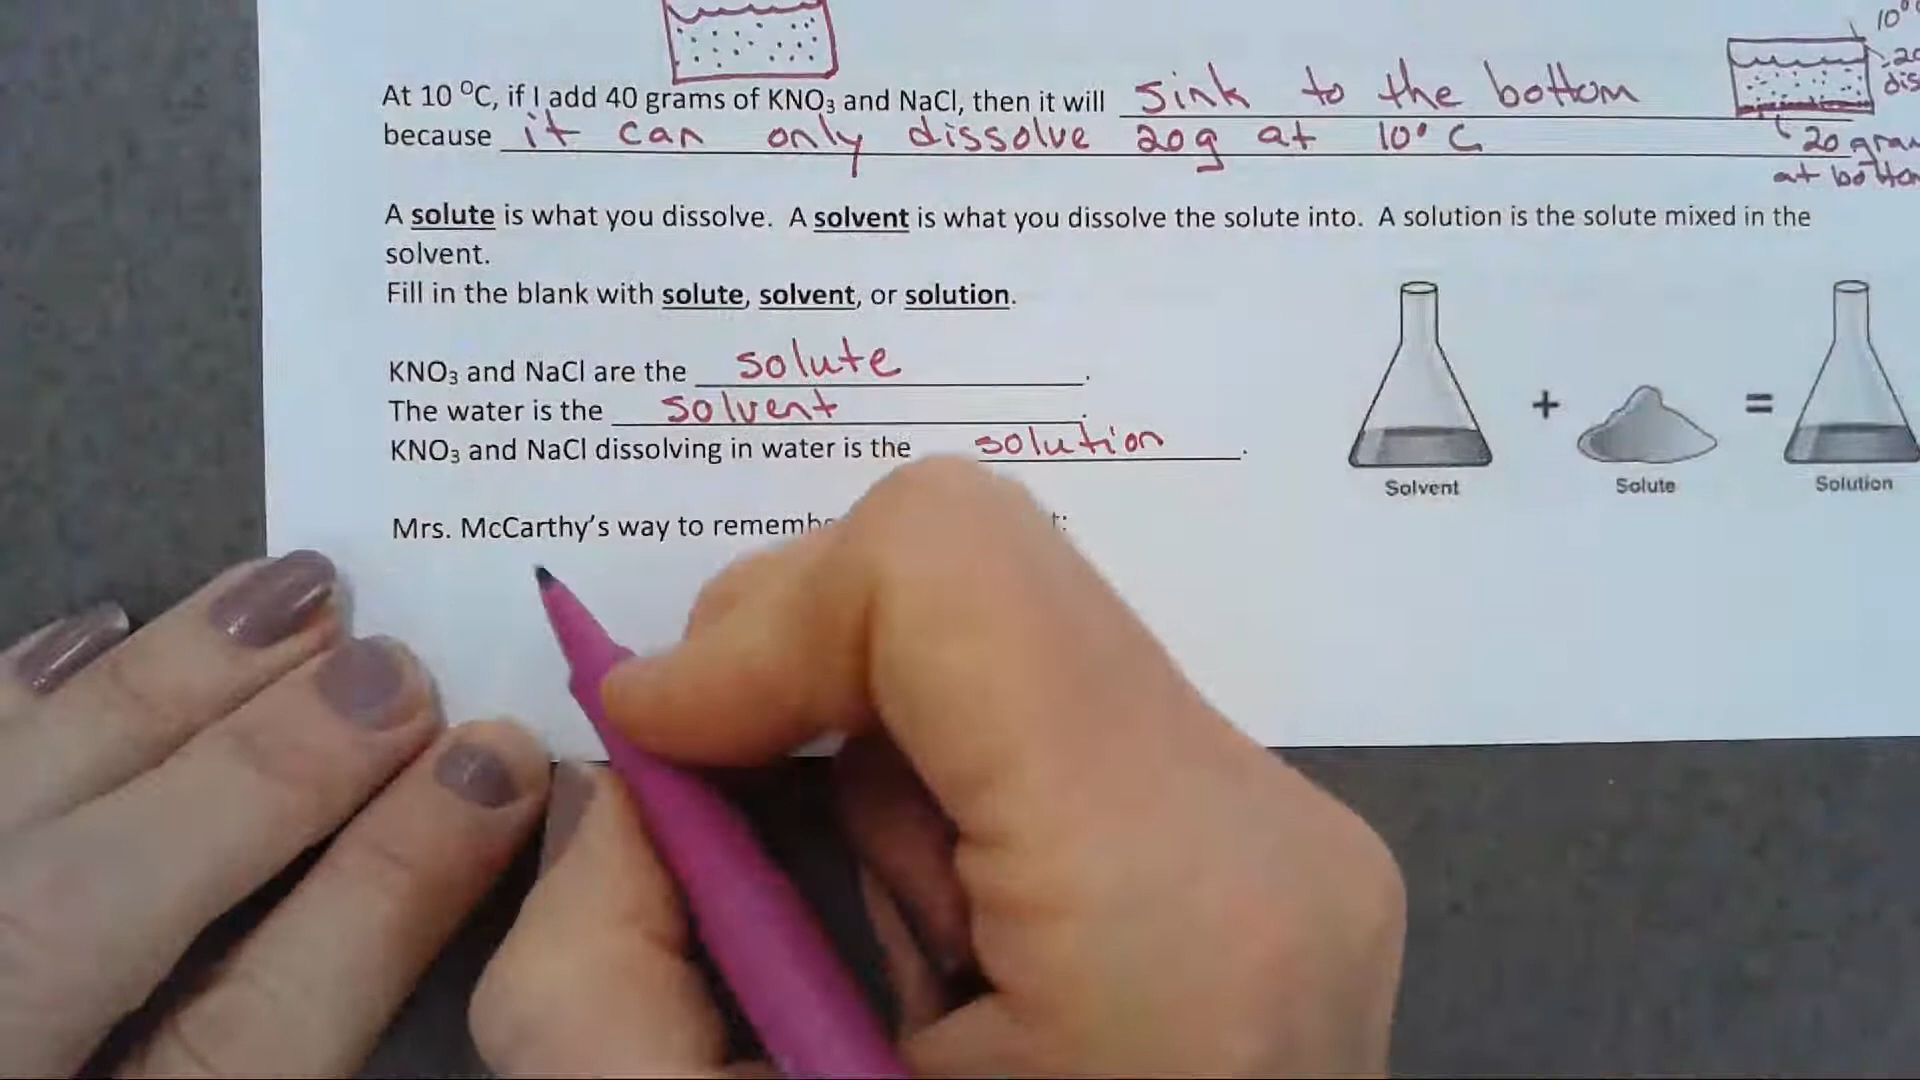 10°
At 10 ⁰C, if I add 40 grams of KNO₃ and NaCl, then it will sink to the bottom
because it can only dissolve 20g at 10° C
20
at
A solute is what you dissolve. A solvent is what you dissolve the solute into. A solution is the solute mixed in the
solvent.
Fill in the blank with solute, solvent, or solution.
KNO₃ and NaCl are the solute.
The water is the solvent.
KNO₃ and NaCl dissolving in water is the solution.
+
=
Solvent
Solute
Solution
Mrs. McCarthy's way to